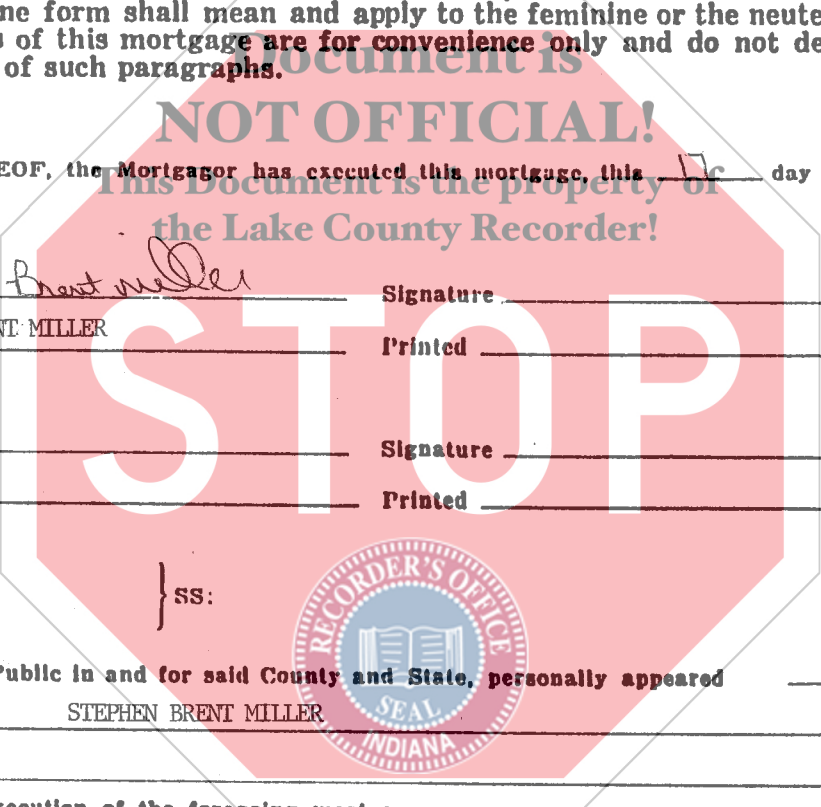 ne form shall mean and apply to the feminine or the neute
s of this mortgage are for convenience only and do not de
of such paragraphs.
Document is
NOT OFFICIAL!
EOF, the Mortgagor has executed this mortgage, this 17 day
This Document is the property of
the Lake County Recorder!
Brent Miller
Signature
NT MILLER
Printed
STOP
Signature
Printed
}SS:
RECORDER'S OFFICE
SEAL
INDIANA
Public in and for said County and State, personally appeared
STEPHEN BRENT MILLER